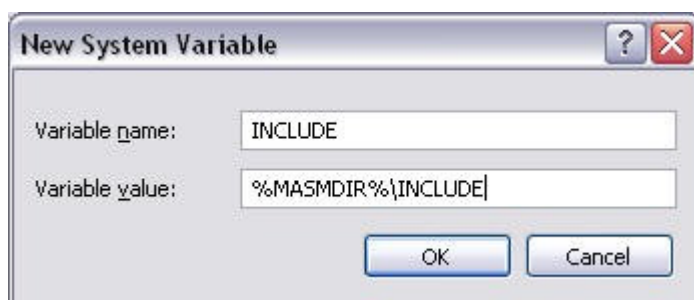 New System Variable
Variable name: INCLUDE
Variable value: %MASMDIR%\INCLUDE
OK Cancel